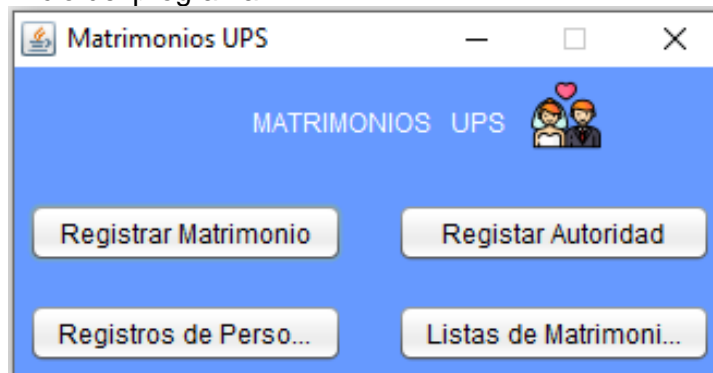 Matrimonios UPS
MATRIMONIOS UPS
Registrar Matrimonio
Registar Autoridad
Registros de Perso...
Listas de Matrimoni...